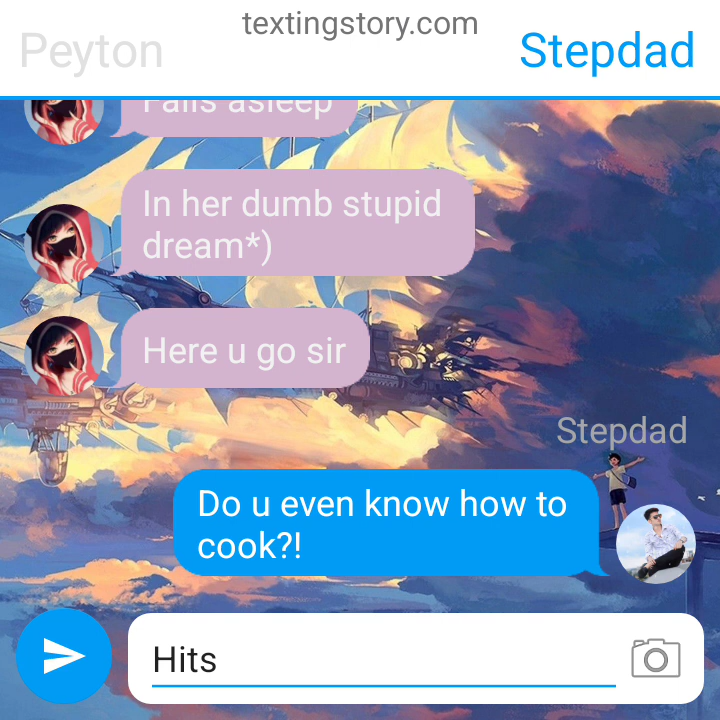 textingstory.com
Peyton
Stepdad
Falls asleep
In her dumb stupid
dream*)
Here u go sir
Stepdad
Do u even know how to
cook?!
Hits